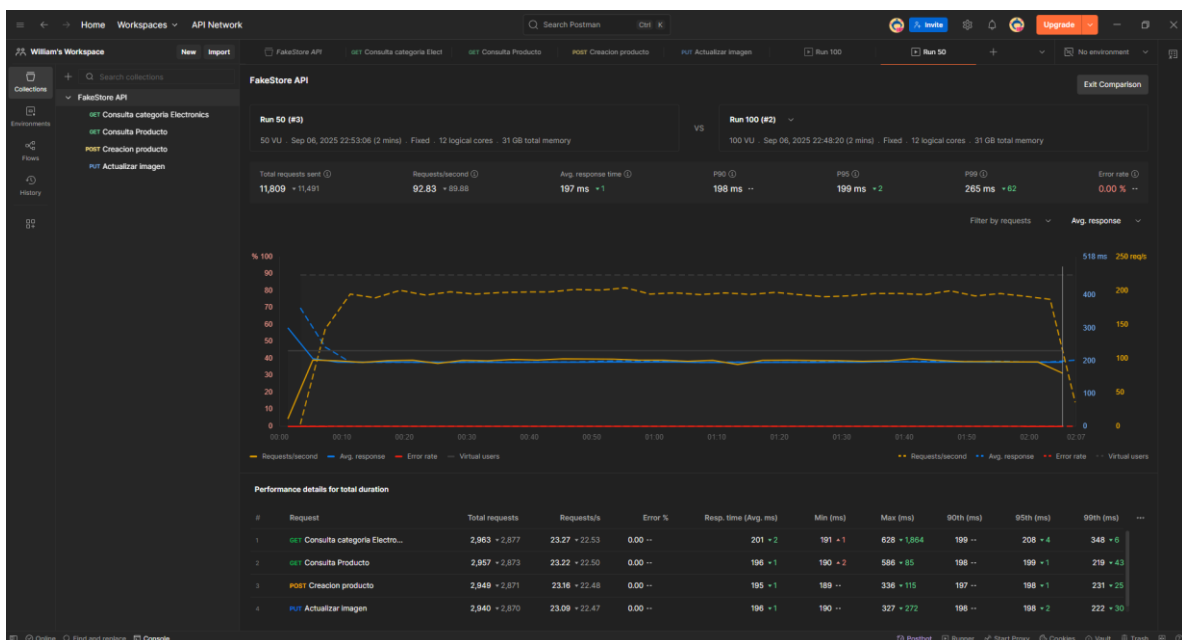 Home Workspaces API Network Search Postman Ctrl K Invite Upgrade
William's Workspace New Import FakeStore API GET Consulta categoria Elect GET Consulta Producto POST Creacion producto PUT Actualizar imagen Run 100 Run 50 No environment
Collections
Environments
Flows
History
Search collections
FakeStore API
GET Consulta categoria Electronics
GET Consulta Producto
POST Creacion producto
PUT Actualizar imagen
FakeStore API Exit Comparison
Run 50 (#3) VS Run 100 (#2)
50 VU . Sep 06, 2025 22:53:06 (2 mins) . Fixed . 12 logical cores . 31 GB total memory
100 VU . Sep 06, 2025 22:48:20 (2 mins) . Fixed . 12 logical cores . 31 GB total memory
Total requests sent Requests/second Avg. response time P90 P95 P99 Error rate
11,809 11,491 92.83 89.88 197 ms 1 198 ms -- 199 ms 2 265 ms 62 0.00 % --
Filter by requests Avg. response
% 100 518 ms 250 req/s
90
80 400 200
70
60 300 150
50
40 200 100
30
20 100 50
10
0 0 0
00:00 00:10 00:20 00:30 00:40 00:50 01:00 01:10 01:20 01:30 01:40 01:50 02:00 02:07
Requests/second Avg. response Error rate Virtual users Requests/second Avg. response Error rate Virtual users
Performance details for total duration
# Request Total requests Requests/s Error % Resp. time (Avg. ms) Min (ms) Max (ms) 90th (ms) 95th (ms) 99th (ms)
1 GET Consulta categoria Electro... 2,963 2,877 23.27 22.53 0.00 -- 201 2 191 1 628 1,864 199 -- 208 4 348 6
2 GET Consulta Producto 2,957 2,873 23.22 22.50 0.00 -- 196 1 190 2 586 85 198 -- 199 1 219 43
3 POST Creacion producto 2,949 2,871 23.16 22.48 0.00 -- 195 1 189 -- 336 115 197 -- 198 1 231 25
4 PUT Actualizar imagen 2,940 2,870 23.09 22.47 0.00 -- 196 1 190 -- 327 272 198 -- 198 2 222 30
Online Find and replace Console Postbot Runner Start Proxy Cookies Vault Trash